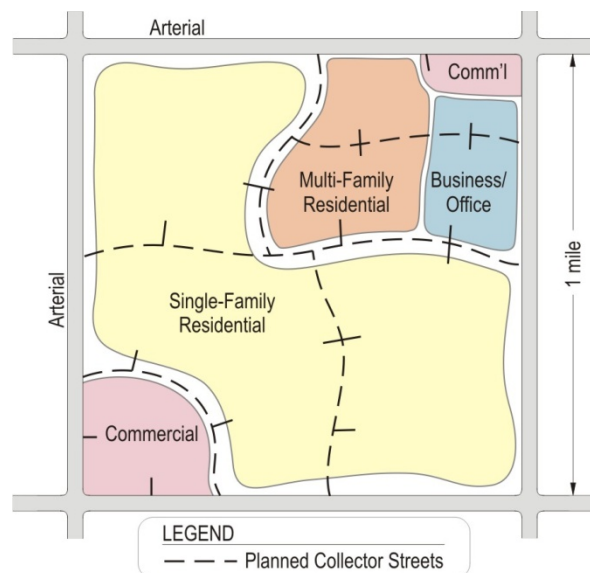 Arterial
Comm'l
Multi-Family
Residential
Business/
Office
Arterial
Single-Family
Residential
1 mile
Commercial
LEGEND
Planned Collector Streets